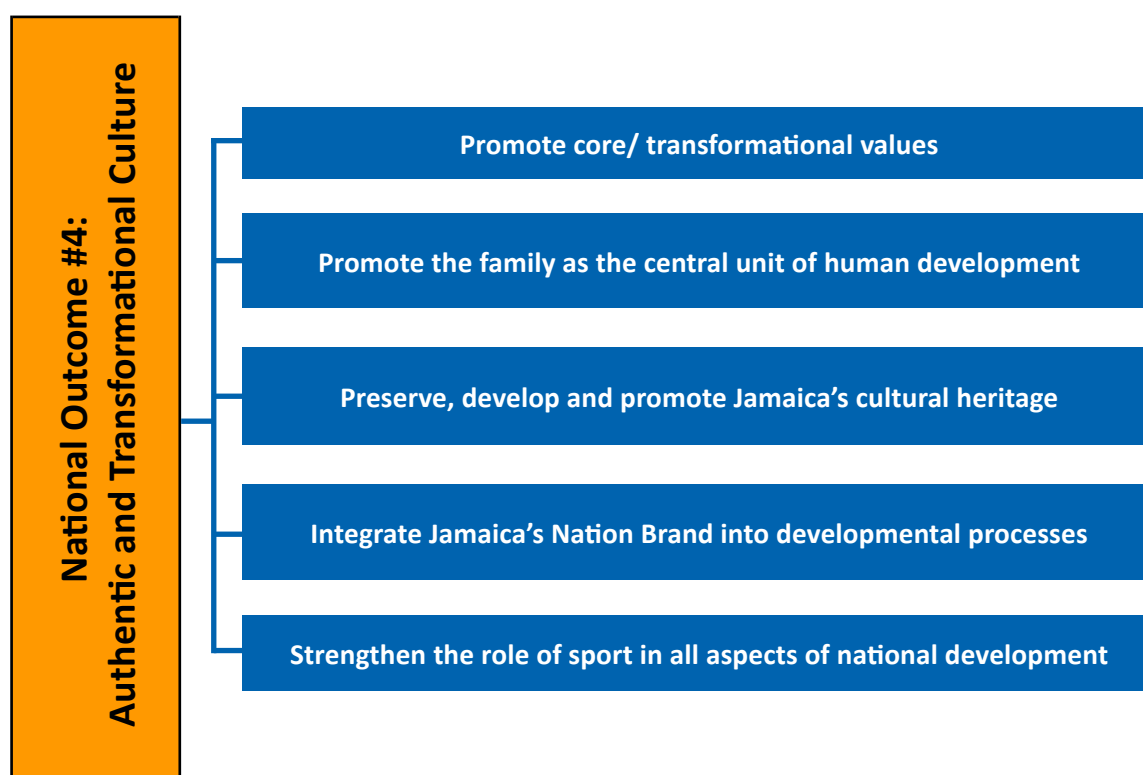 National Outcome #4:
Authentic and Transformational Culture
Promote core/ transformational values
Promote the family as the central unit of human development
Preserve, develop and promote Jamaica’s cultural heritage
Integrate Jamaica’s Nation Brand into developmental processes
Strengthen the role of sport in all aspects of national development